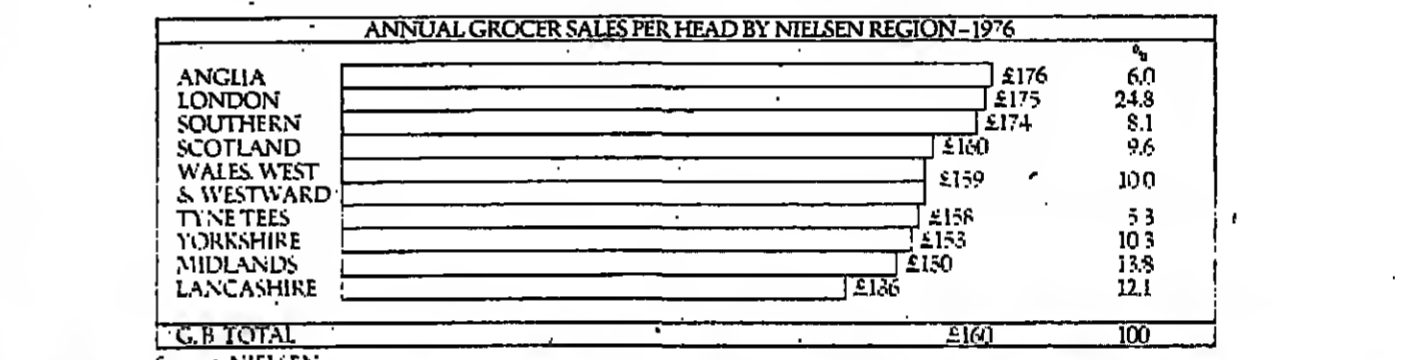 ANNUAL GROCER SALES PER HEAD BY NIELSEN REGION-1976
%
ANGLIA £176 6.0
LONDON £175 24.8
SOUTHERN £174 8.1
SCOTLAND £160 9.6
WALES, WEST
& WESTWARD £159 10.0
TYNE TEES £158 5.3
YORKSHIRE £153 10.3
MIDLANDS £150 13.8
LANCASHIRE £136 12.1
G.B TOTAL £160 100
NIELSEN